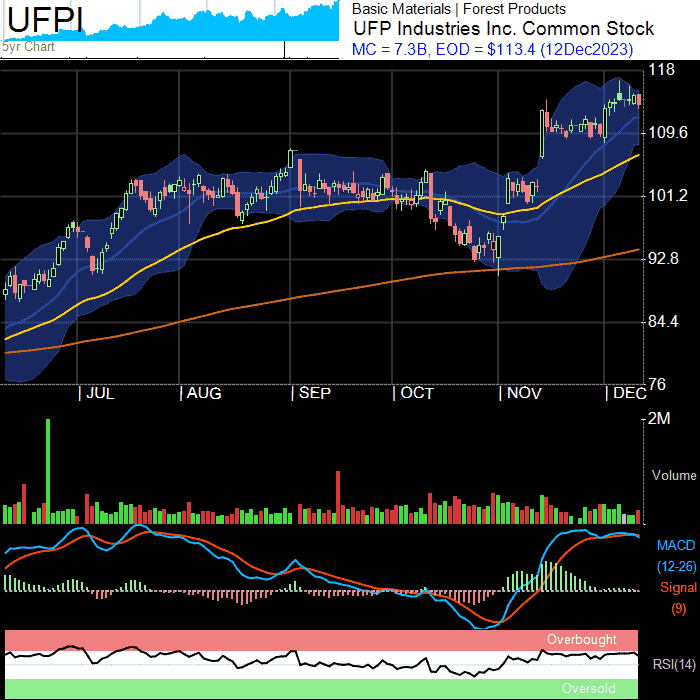 UFPI
5yr Chart
Basic Materials | Forest Products
UFP Industries Inc. Common Stock
MC = 7.3B, EOD = $113.4 (12Dec2023)
118
109.6
101.2
92.8
84.4
76
| JUL
| AUG
| SEP
| OCT
| NOV
| DEC
2M
Volume
MACD
(12-26)
Signal
(9)
Overbought
RSI(14)
Oversold